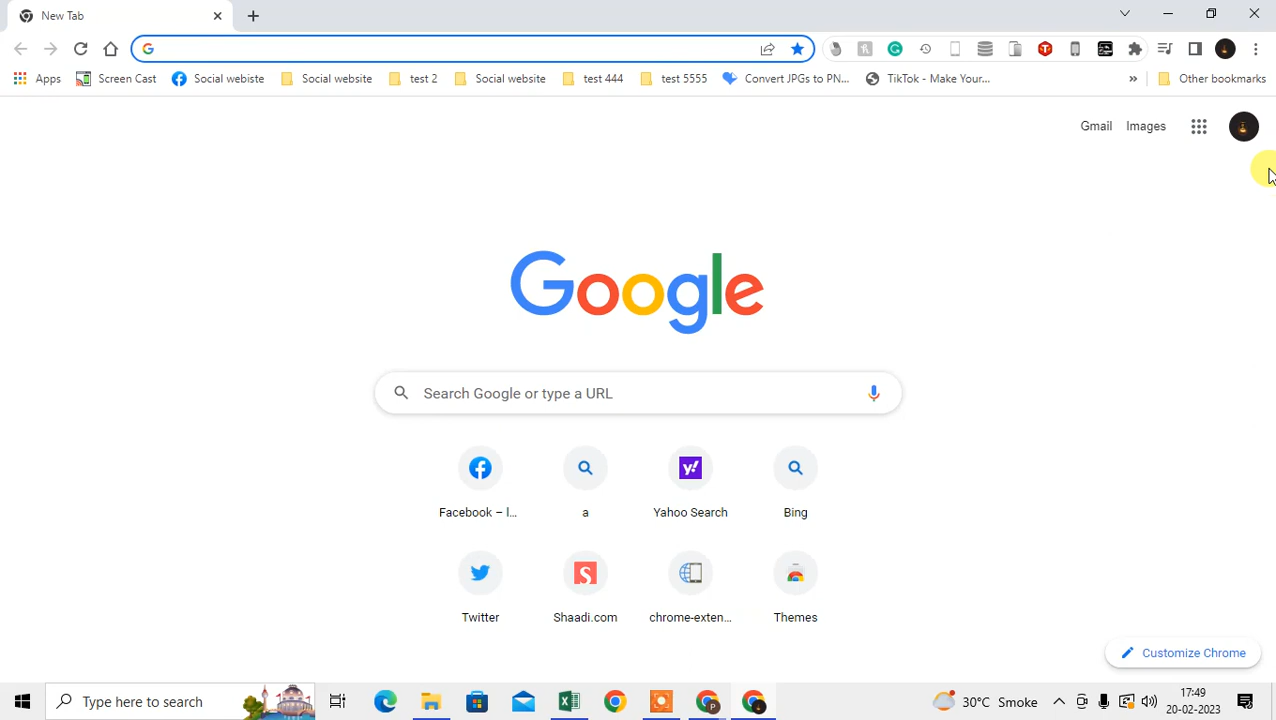 New Tab
Apps Screen Cast Social webiste Social website test 2 Social website test 444 test 5555 Convert JPGs to PN... TikTok - Make Your... » Other bookmarks
Gmail Images
Google
Search Google or type a URL
Facebook – l... a Yahoo Search Bing
Twitter Shaadi.com chrome-exten... Themes
Customize Chrome
Type here to search 30°C Smoke 17:49
20-02-2023